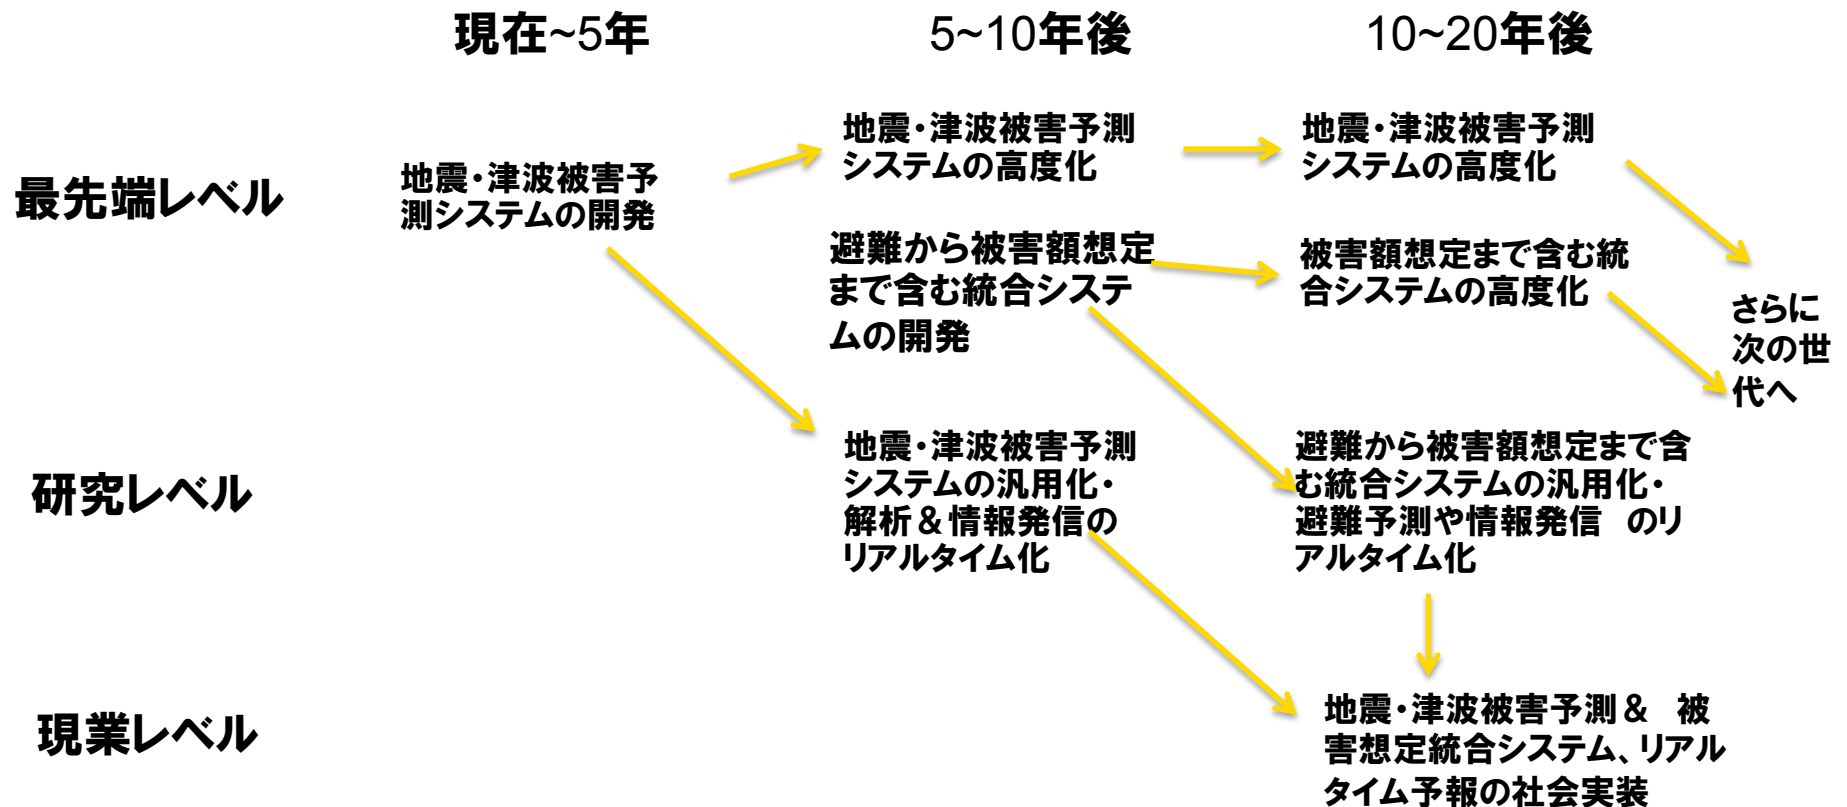 現在~5年
5~10年後
10~20年後
最先端レベル
地震・津波被害予
測システムの開発
地震・津波被害予測
システムの高度化
地震・津波被害予測
システムの高度化
避難から被害額想定
まで含む統合システ
ムの開発
被害額想定まで含む統
合システムの高度化
さらに
次の世
代へ
研究レベル
地震・津波被害予測
システムの汎用化・
解析＆情報発信の
リアルタイム化
避難から被害額想定まで含
む統合システムの汎用化・
避難予測や情報発信　のリ
アルタイム化
現業レベル
地震・津波被害予測＆　被
害想定統合システム、リアル
タイム予報の社会実装